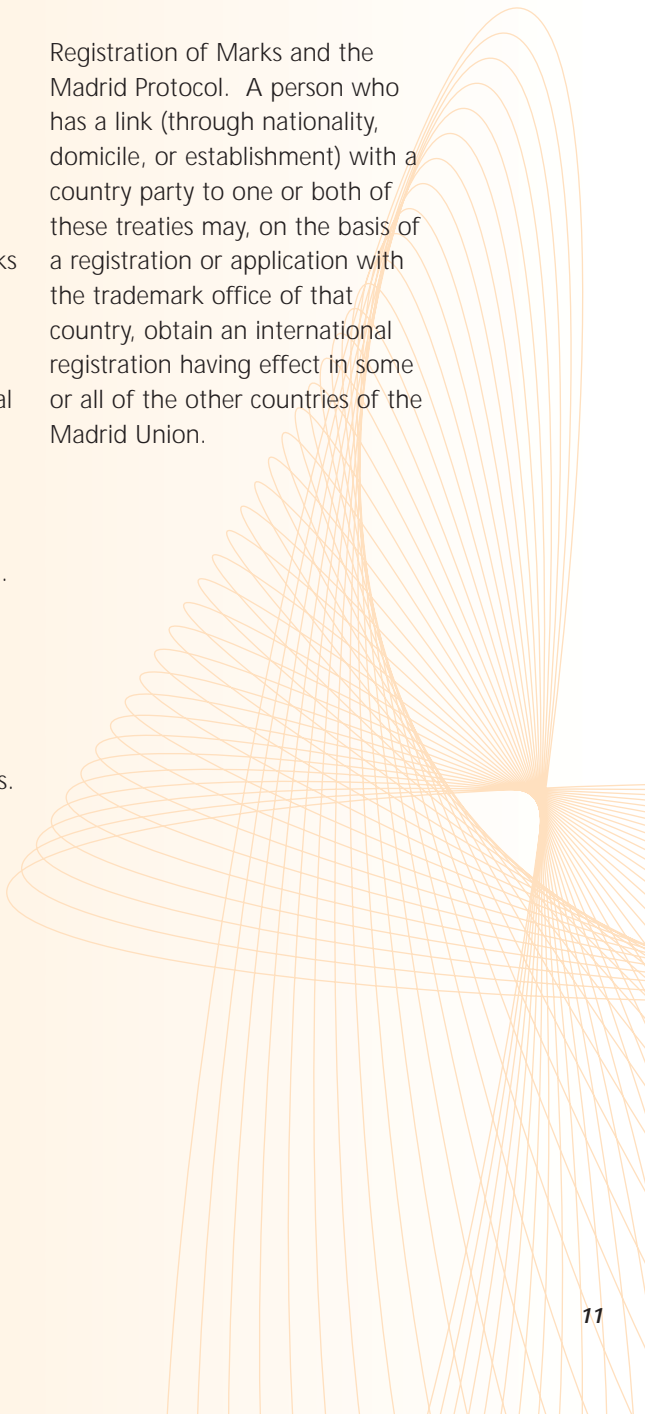 ks
al
.
s.
Registration of Marks and the
Madrid Protocol. A person who
has a link (through nationality,
domicile, or establishment) with a
country party to one or both of
these treaties may, on the basis of
a registration or application with
the trademark office of that
country, obtain an international
registration having effect in some
or all of the other countries of the
Madrid Union.
11